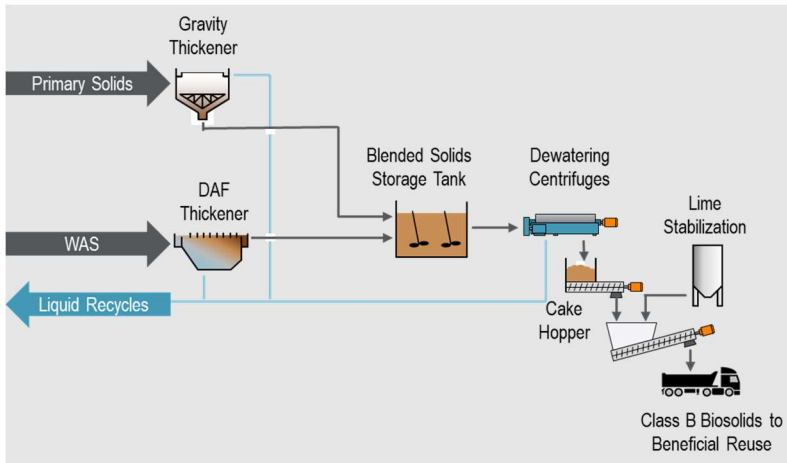 Gravity
Thickener
Primary Solids
DAF
Thickener
WAS
Liquid Recycles
Blended Solids
Storage Tank
Dewatering
Centrifuges
Lime
Stabilization
Cake
Hopper
Class B Biosolids to
Beneficial Reuse